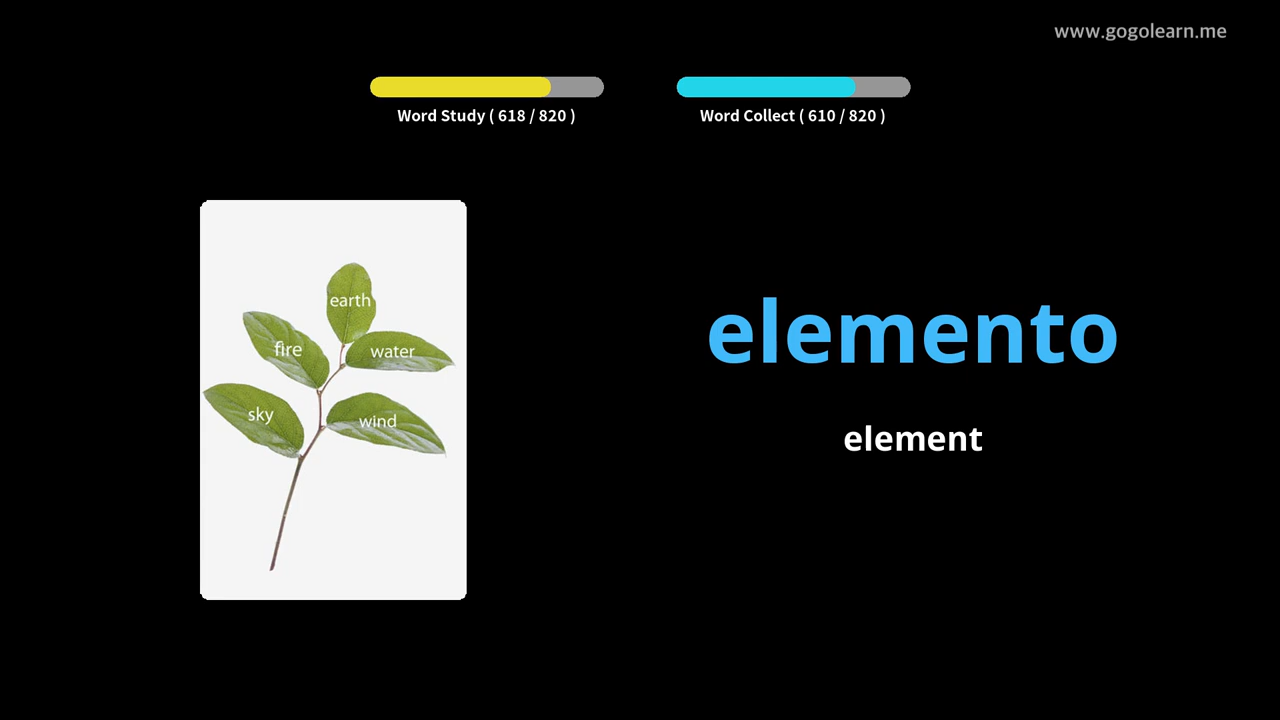 www.gogolearn.me
Word Study ( 618 / 820 )
Word Collect ( 610 / 820 )
earth
fire
water
sky
wind
elemento
element